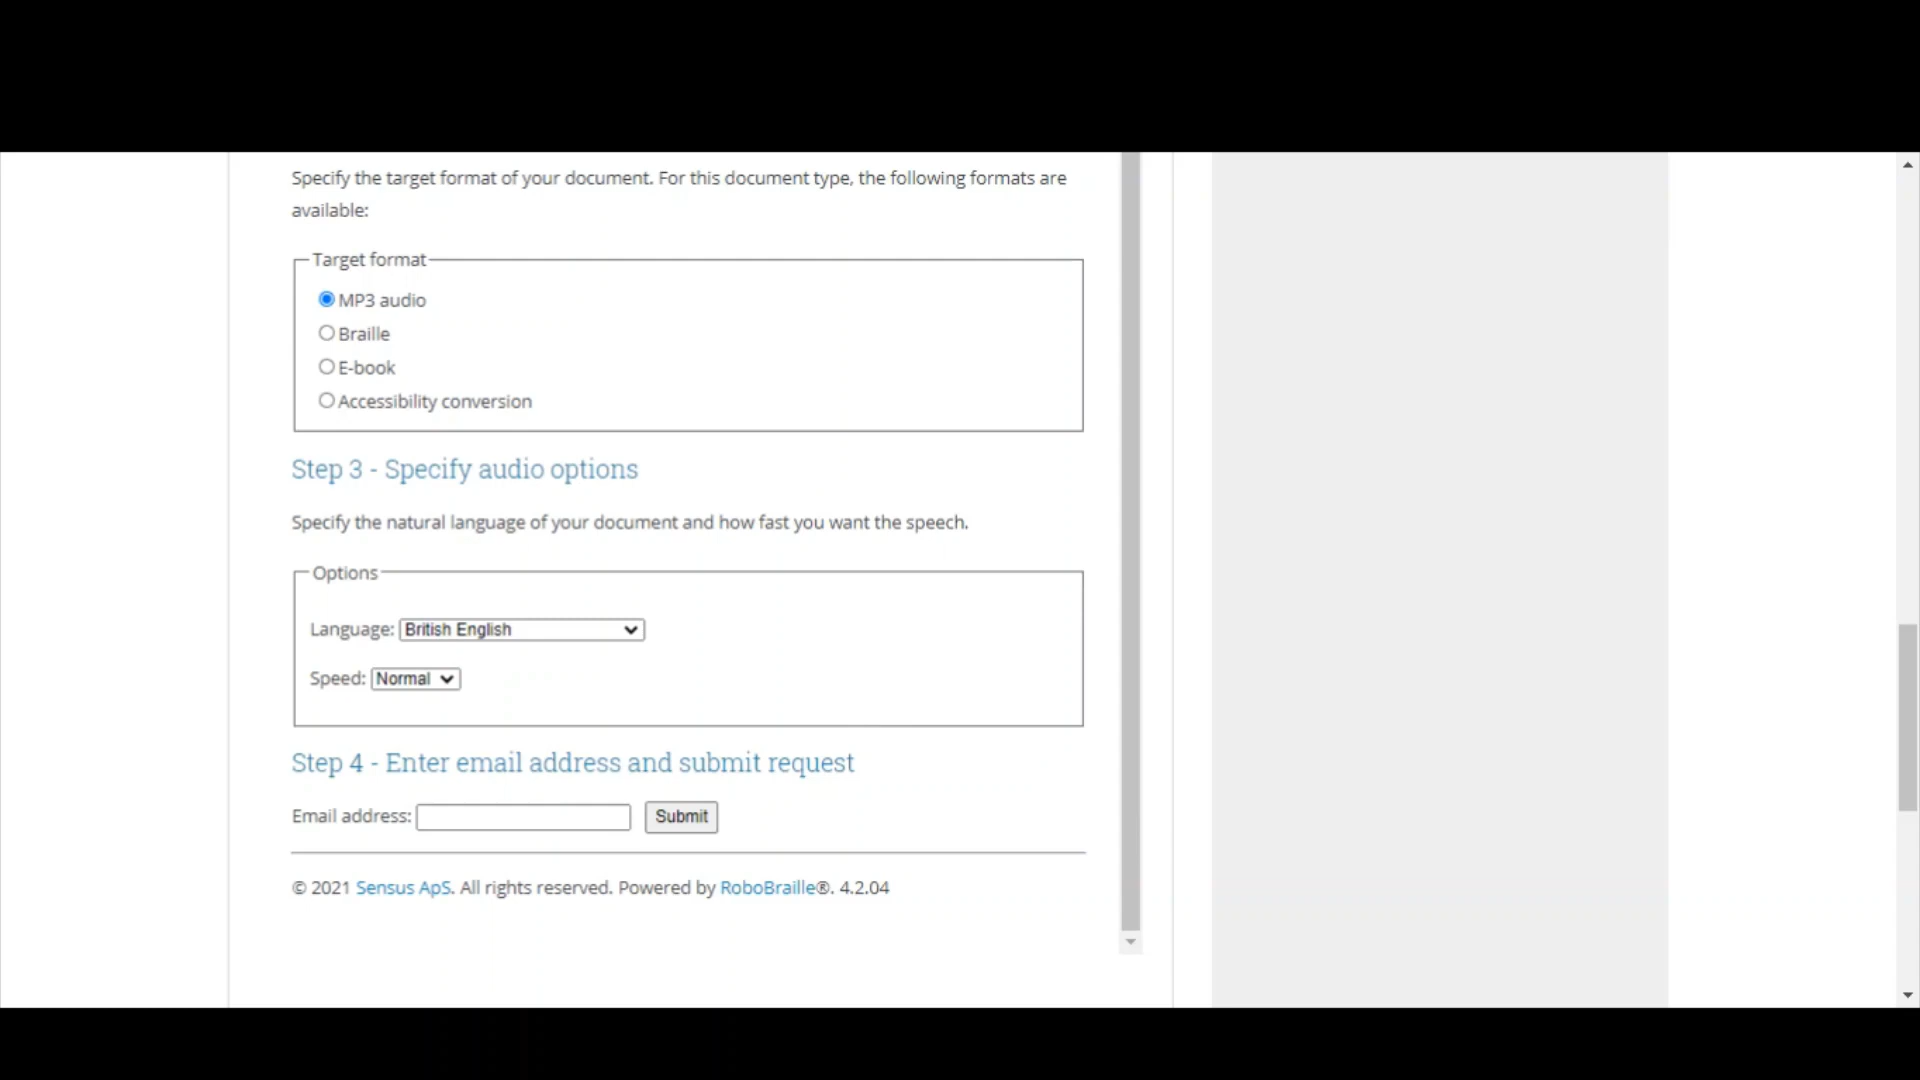 Specify the target format of your document. For this document type, the following formats are
available:
Target format
MP3 audio
Braille
E-book
Accessibility conversion
Step 3 - Specify audio options
Specify the natural language of your document and how fast you want the speech.
Options
Language: British English
Speed: Normal
Step 4 - Enter email address and submit request
Email address: Submit
© 2021 Sensus ApS. All rights reserved. Powered by RoboBraille®. 4.2.04